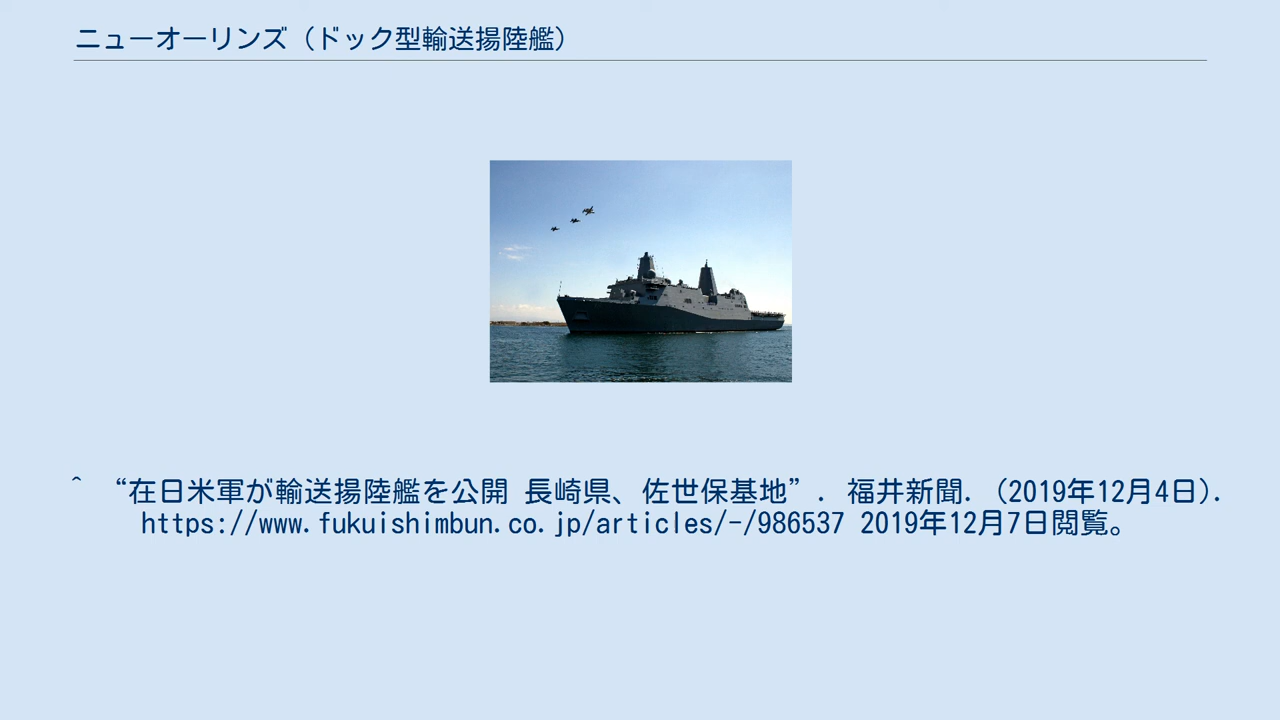 ニューオーリンズ（ドック型輸送揚陸艦）
^ “在日米軍が輸送揚陸艦を公開 長崎県、佐世保基地”. 福井新聞. (2019年12月4日).
https://www.fukuishimbun.co.jp/articles/-/986537 2019年12月7日閲覧。